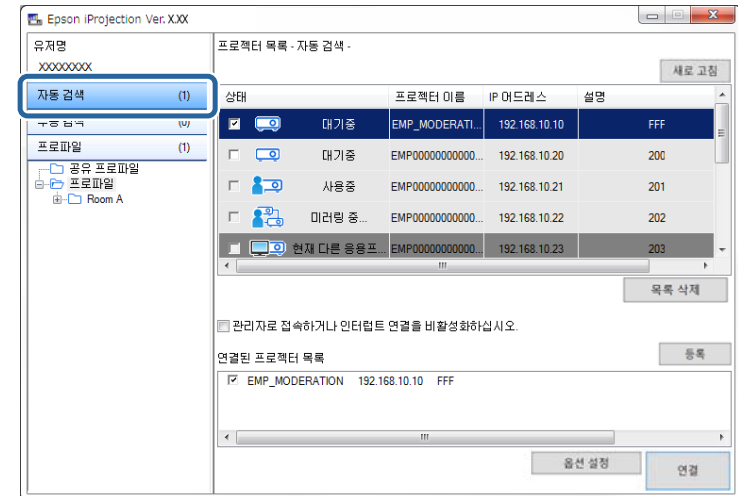 Epson iProjection Ver. X.XX
유저명
XXXXXXXX
자동 검색 (1)
수동 검색 (0)
프로파일 (1)
공유 프로파일
프로파일
Room A
프로젝터 목록 - 자동 검색 -
새로 고침
상태 프로젝터 이름 IP 어드레스 설명
대기중 EMP_MODERATI... 192.168.10.10 FFF
대기중 EMP00000000000... 192.168.10.20 200
사용중 EMP00000000000... 192.168.10.21 201
미러링 중... EMP00000000000... 192.168.10.22 202
현재 다른 응용프... EMP00000000000... 192.168.10.23 203
목록 삭제
관리자로 접속하거나 인터럽트 연결을 비활성화하십시오.
연결된 프로젝터 목록
등록
EMP_MODERATION 192.168.10.10 FFF
옵션 설정
연결